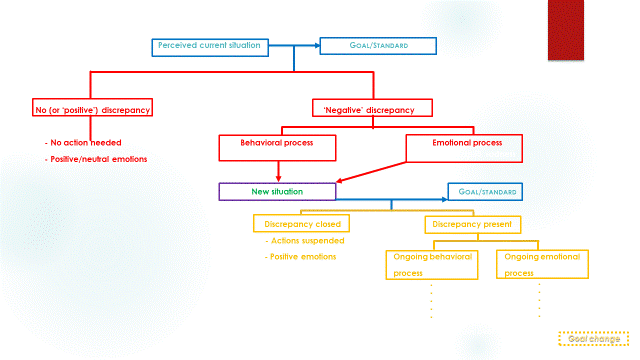 Perceived current situation
GOAL/STANDARD
No (or 'positive') discrepancy
'Negative' discrepancy
- No action needed
- Positive/neutral emotions
Behavioral process
Emotional process
New situation
GOAL/STANDARD
Discrepancy closed
- Actions suspended
- Positive emotions
Discrepancy present
Ongoing behavioral
process
Ongoing emotional
process
Goal change